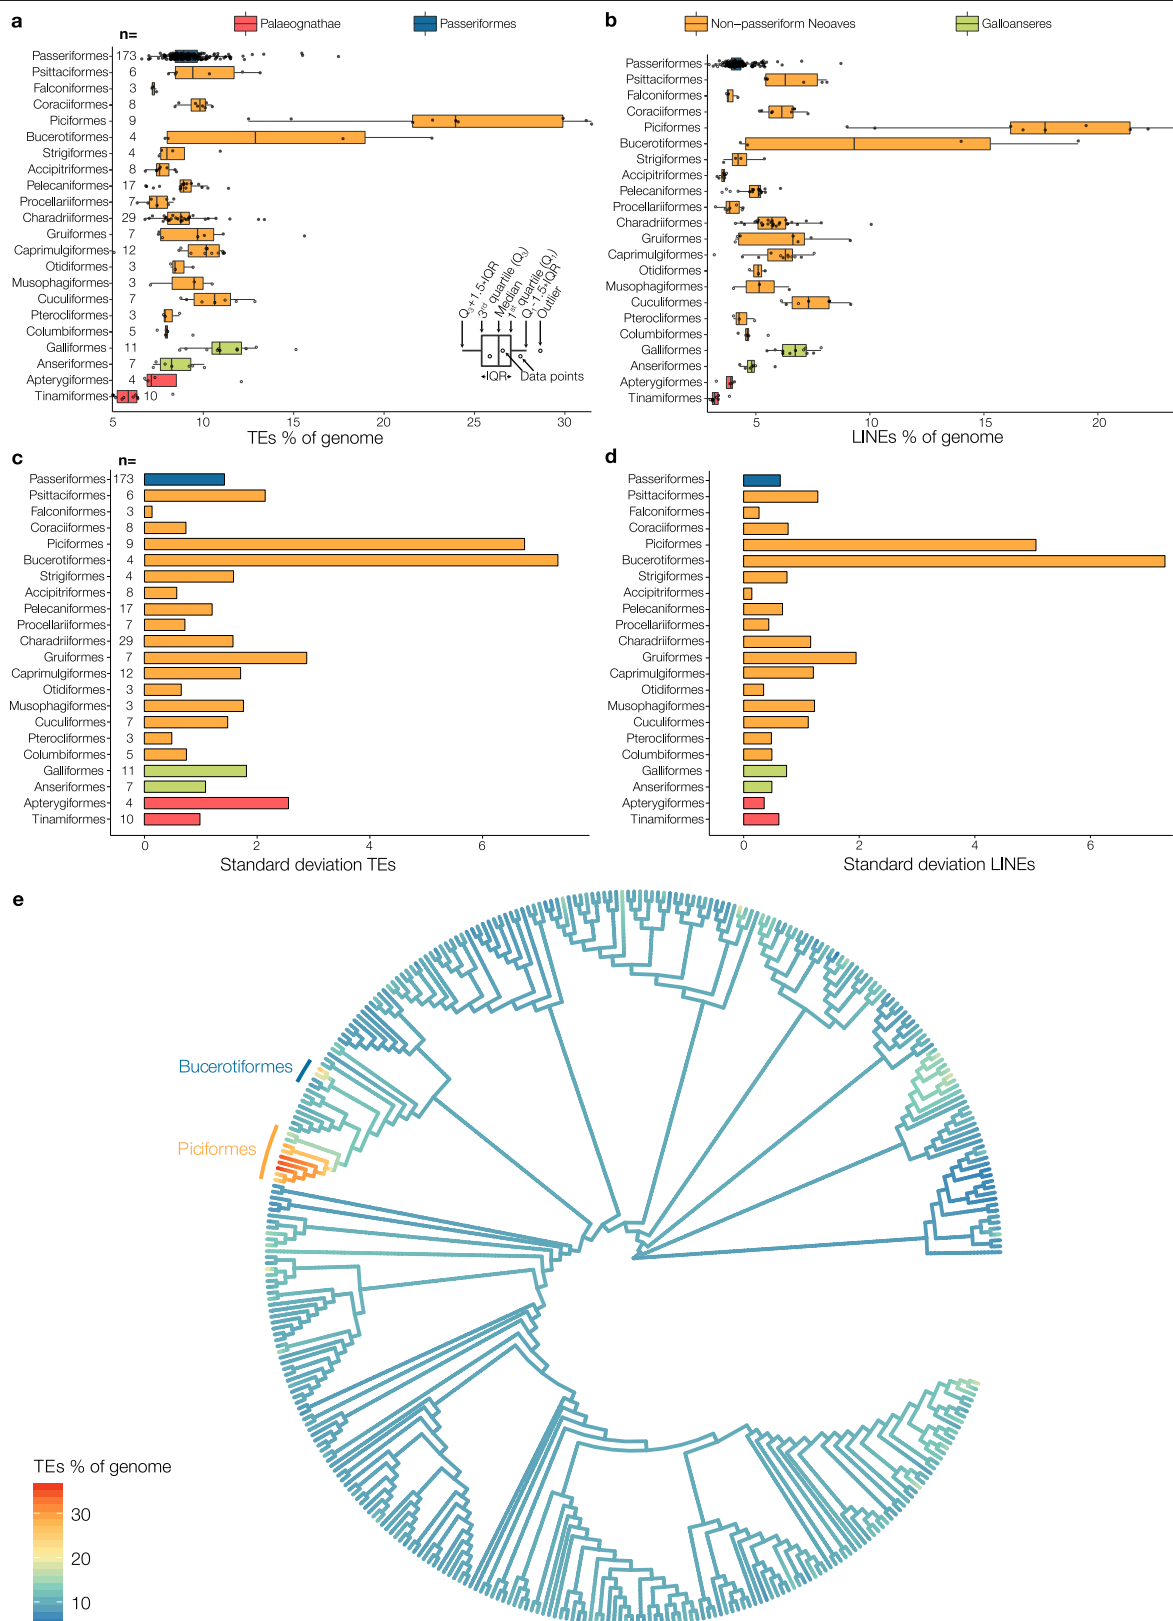 a
n=
Palaeognathae
Passeriformes
Passeriformes 173
Psittaciformes 6
Falconiformes 3
Coraciiformes 8
Piciformes 9
Bucerotiformes 4
Strigiformes 4
Accipitriformes 8
Pelecaniformes 17
Procellariiformes 7
Charadriiformes 29
Gruiformes 7
Caprimulgiformes 12
Otidiformes 3
Musophagiformes 3
Cuculiformes 7
Pterocliformes 3
Columbiformes 5
Galliformes 11
Anseriformes 7
Apterygiformes 4
Tinamiformes 10
Q3+1.5*IQR
3rd quartile (Q3)
Median
1st quartile (Q1)
Q1-1.5*IQR
Outlier
IQR
Data points
5 10 15 20 25 30
TEs % of genome
b
Non−passeriform Neoaves
Galloanseres
Passeriformes
Psittaciformes
Falconiformes
Coraciiformes
Piciformes
Bucerotiformes
Strigiformes
Accipitriformes
Pelecaniformes
Procellariiformes
Charadriiformes
Gruiformes
Caprimulgiformes
Otidiformes
Musophagiformes
Cuculiformes
Pterocliformes
Columbiformes
Galliformes
Anseriformes
Apterygiformes
Tinamiformes
5 10 15 20
LINEs % of genome
c
n=
Passeriformes 173
Psittaciformes 6
Falconiformes 3
Coraciiformes 8
Piciformes 9
Bucerotiformes 4
Strigiformes 4
Accipitriformes 8
Pelecaniformes 17
Procellariiformes 7
Charadriiformes 29
Gruiformes 7
Caprimulgiformes 12
Otidiformes 3
Musophagiformes 3
Cuculiformes 7
Pterocliformes 3
Columbiformes 5
Galliformes 11
Anseriformes 7
Apterygiformes 4
Tinamiformes 10
0 2 4 6
Standard deviation TEs
d
Passeriformes
Psittaciformes
Falconiformes
Coraciiformes
Piciformes
Bucerotiformes
Strigiformes
Accipitriformes
Pelecaniformes
Procellariiformes
Charadriiformes
Gruiformes
Caprimulgiformes
Otidiformes
Musophagiformes
Cuculiformes
Pterocliformes
Columbiformes
Galliformes
Anseriformes
Apterygiformes
Tinamiformes
0 2 4 6
Standard deviation LINEs
e
Bucerotiformes
Piciformes
TEs % of genome
30
20
10